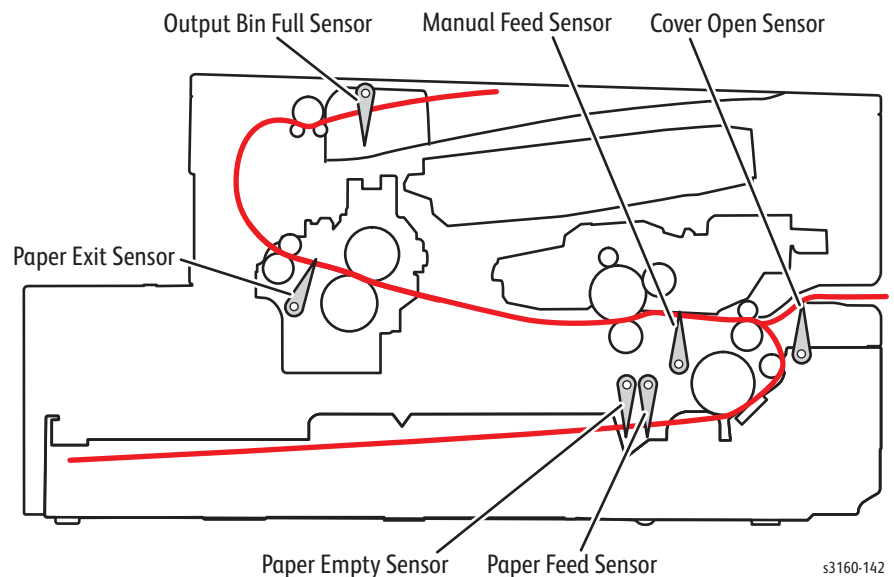 Output Bin Full Sensor
Manual Feed Sensor
Cover Open Sensor
Paper Exit Sensor
Paper Empty Sensor
Paper Feed Sensor
s3160-142